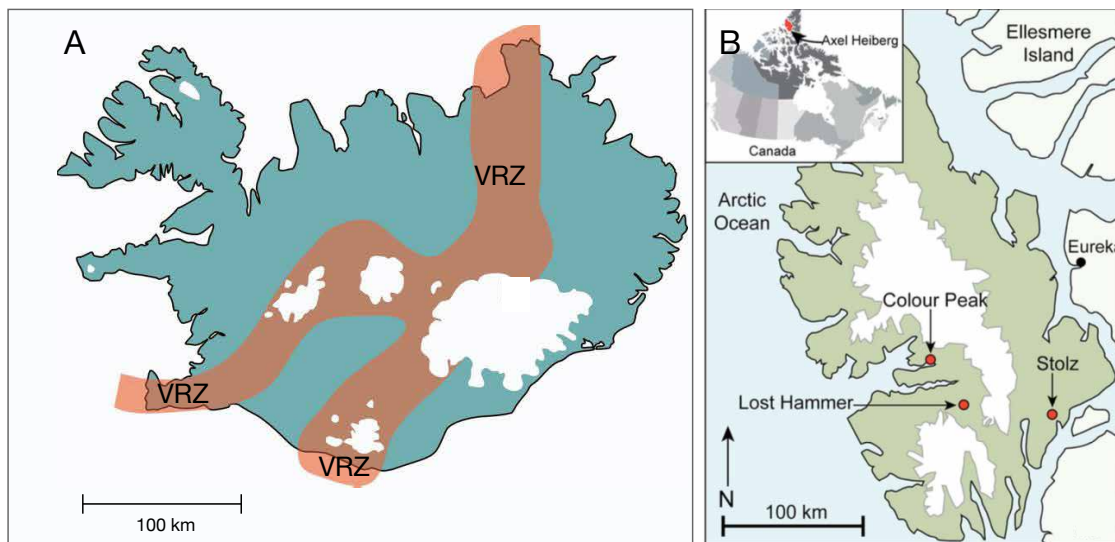 A
VRZ
VRZ
VRZ
100 km
B
Axel Heiberg
Canada
Ellesmere
Island
Arctic
Ocean
Eureka
Colour Peak
Stolz
Lost Hammer
N
100 km